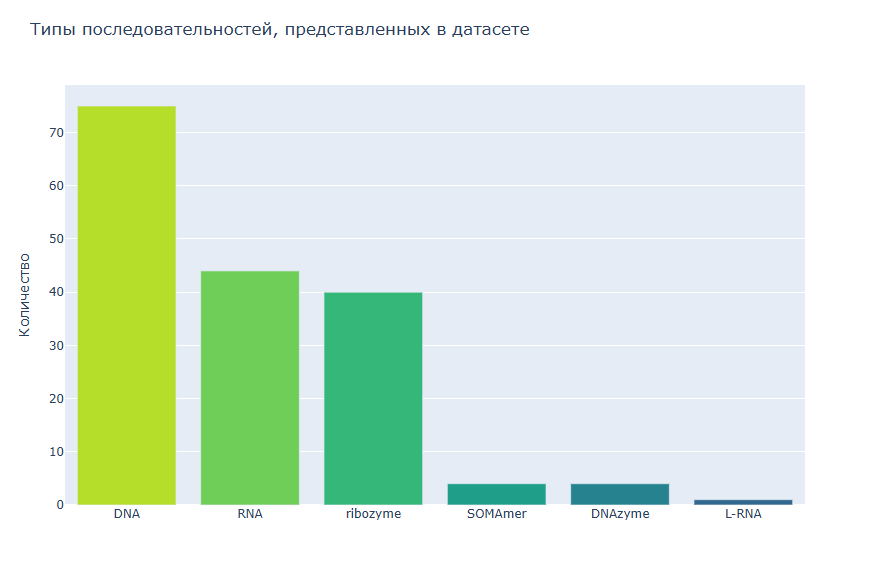 Типы последовательностей, представленных в датасете
Количество
70
60
50
40
30
20
10
0
DNA RNA ribozyme SOMAmer DNAzyme L-RNA